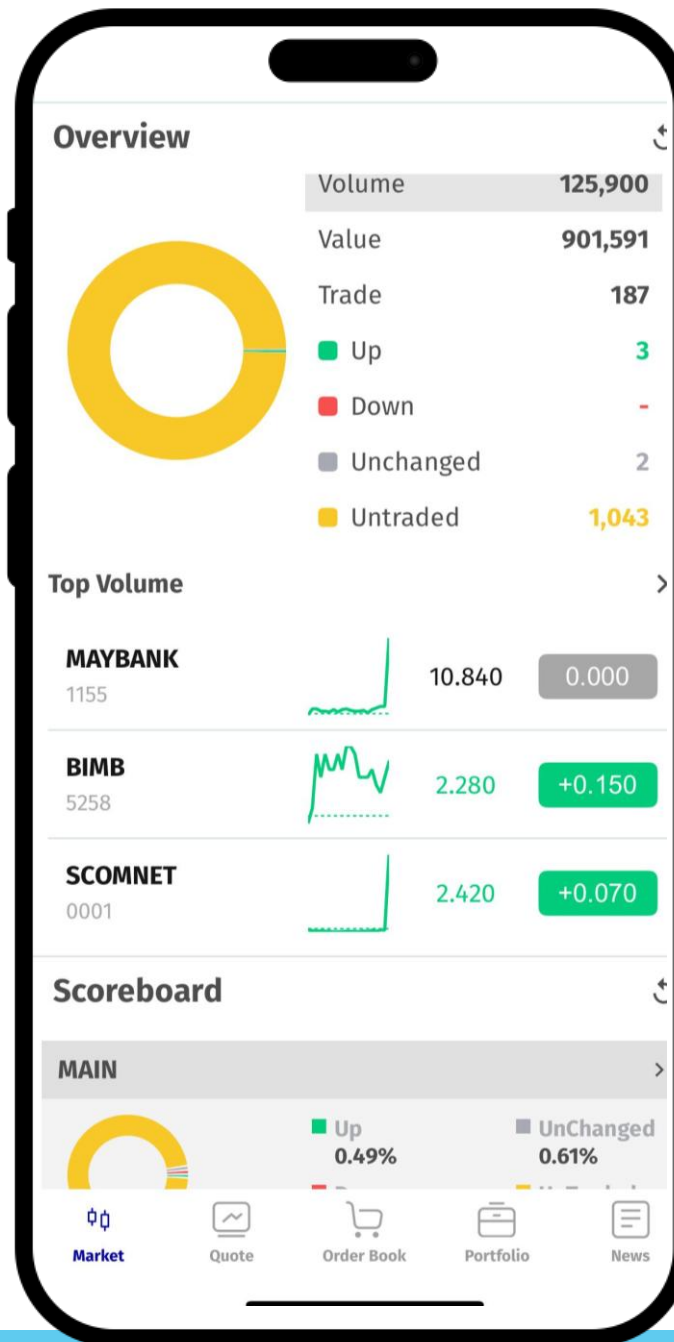 Overview
Volume 125,900
Value 901,591
Trade 187
Up 3
Down -
Unchanged 2
Untraded 1,043
Top Volume
MAYBANK
1155
10.840 0.000
BIMB
5258
2.280 +0.150
SCOMNET
0001
2.420 +0.070
Scoreboard
MAIN
Up UnChanged
0.49% 0.61%
Market Quote Order Book Portfolio News